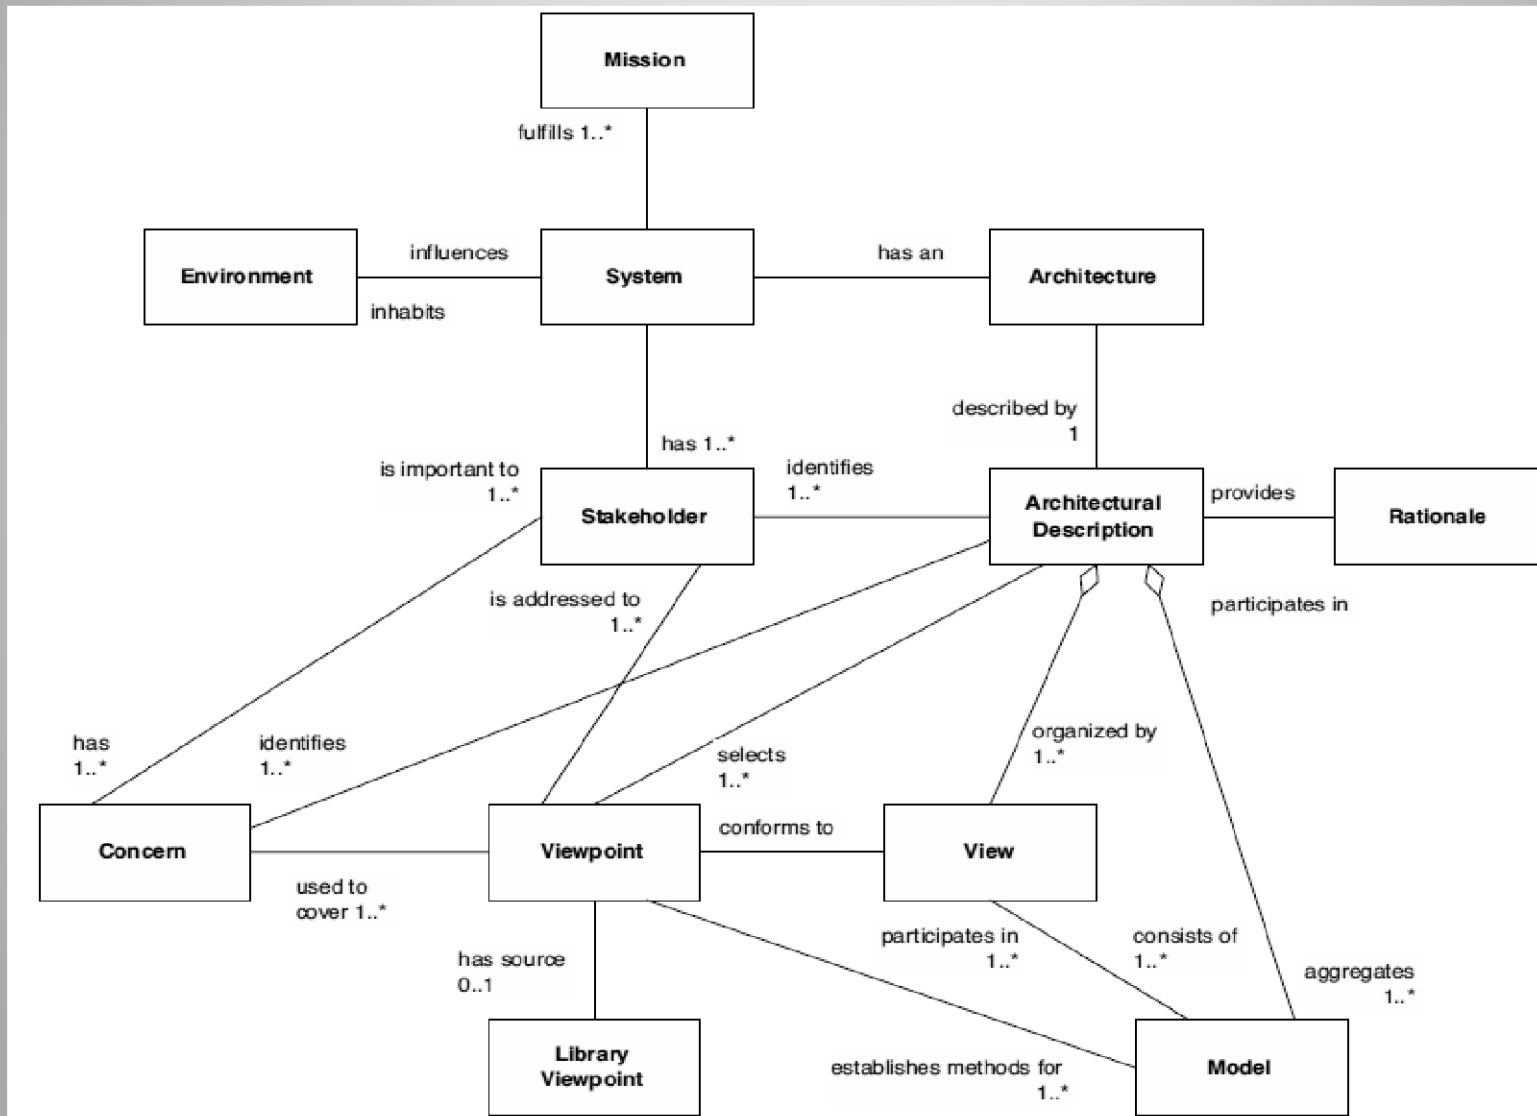 Mission
fulfills 1..*
Environment
influences
inhabits
System
has an
Architecture
described by
1
has 1..*
is important to
1..*
identifies
1..*
Stakeholder
Architectural
Description
provides
Rationale
is addressed to
1..*
participates in
has
1..*
identifies
1..*
selects
1..*
organized by
1..*
Concern
Viewpoint
conforms to
View
used to
cover 1..*
participates in
1..*
consists of
1..*
has source
0..1
aggregates
1..*
Library
Viewpoint
establishes methods for
1..*
Model